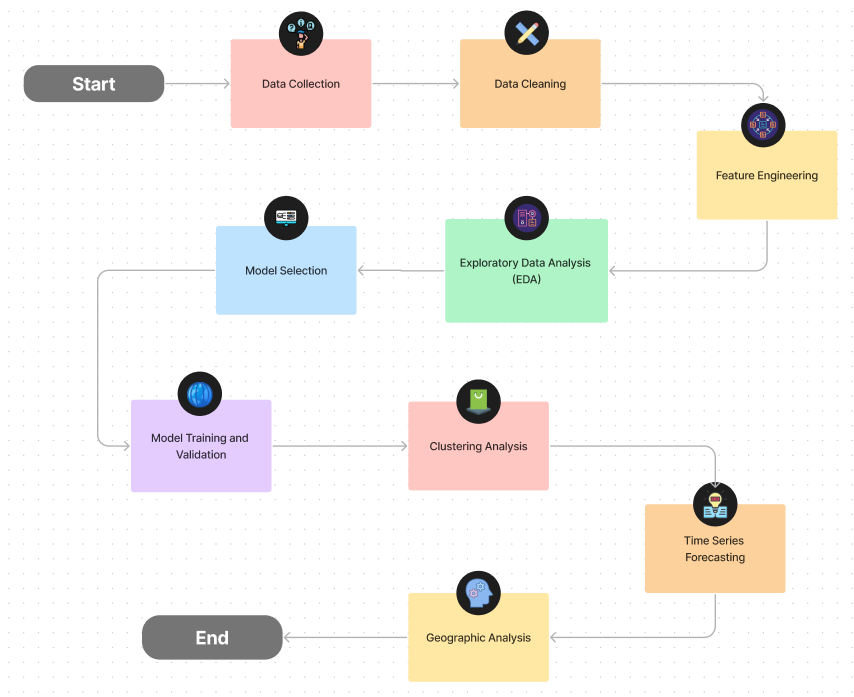 Start
Data Collection
Data Cleaning
Feature Engineering
Exploratory Data Analysis
(EDA)
Model Selection
Model Training and
Validation
Clustering Analysis
Time Series
Forecasting
Geographic Analysis
End